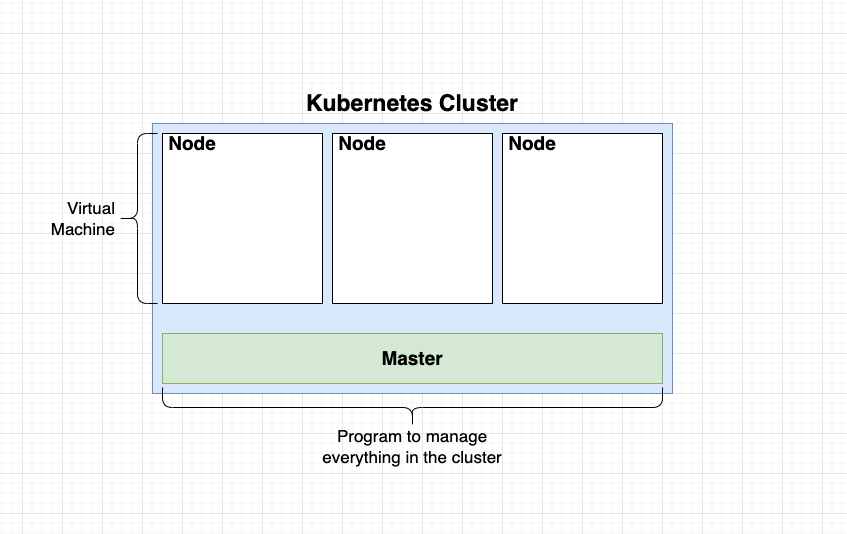 Kubernetes Cluster
Node
Node
Node
Virtual
Machine
Master
Program to manage
everything in the cluster